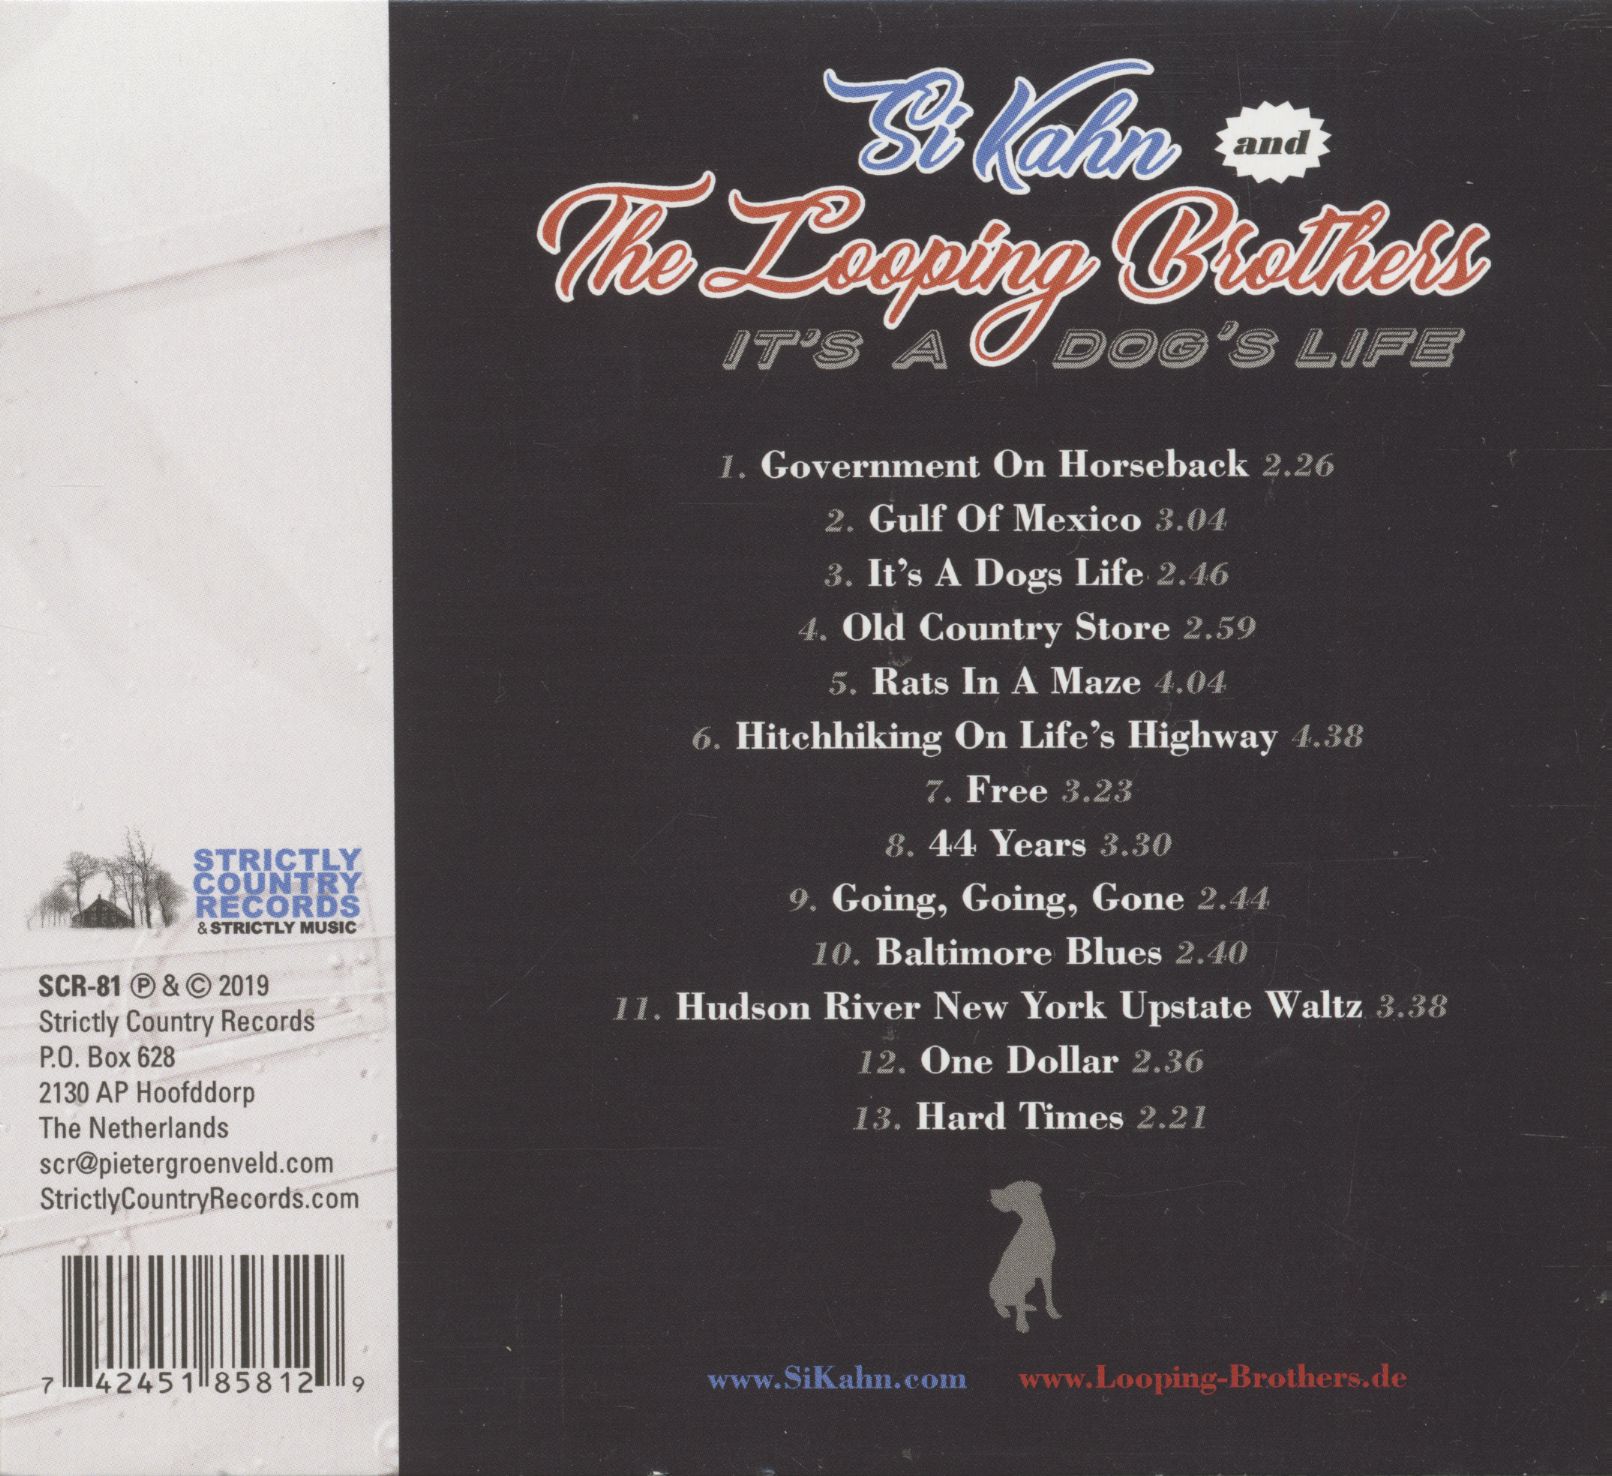 Si Kahn and
The Looping Brothers
IT'S A DOG'S LIFE
1. Government On Horseback 2.26
2. Gulf Of Mexico 3.04
3. It's A Dogs Life 2.46
4. Old Country Store 2.59
5. Rats In A Maze 4.04
6. Hitchhiking On Life's Highway 4.38
7. Free 3.23
8. 44 Years 3.30
9. Going, Going, Gone 2.44
10. Baltimore Blues 2.40
11. Hudson River New York Upstate Waltz 3.38
12. One Dollar 2.36
13. Hard Times 2.21
www.SiKahn.com www.Looping-Brothers.de
STRICTLY
COUNTRY
RECORDS
& STRICTLY MUSIC
SCR-81 ℗ & © 2019
Strictly Country Records
P.O. Box 628
2130 AP Hoofddorp
The Netherlands
scr@pietergroenveld.com
StrictlyCountryRecords.com
7 42451 85812 9